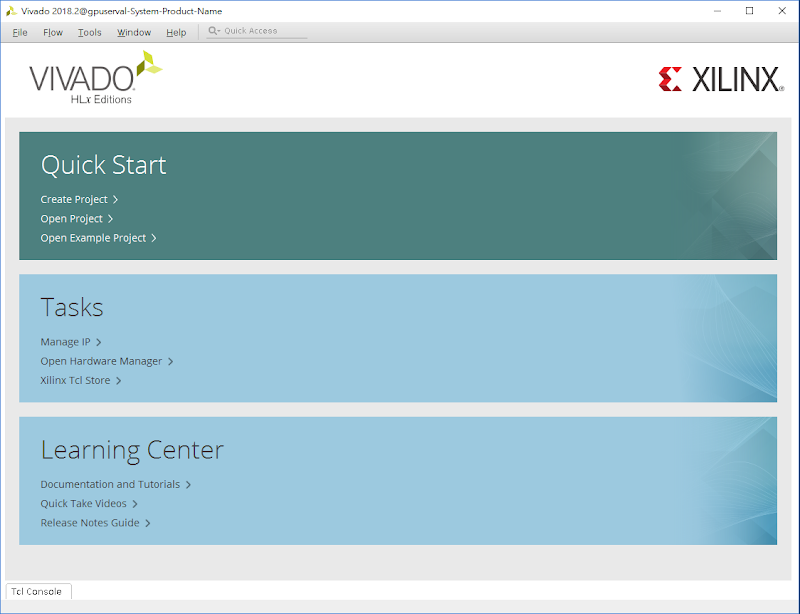 Vivado 2018.2@gpuserval-System-Product-Name
File Flow Tools Window Help Quick Access
VIVADO.
HLx Editions
XILINX®
Quick Start
Create Project >
Open Project >
Open Example Project >
Tasks
Manage IP >
Open Hardware Manager >
Xilinx Tcl Store >
Learning Center
Documentation and Tutorials >
Quick Take Videos >
Release Notes Guide >
Tcl Console